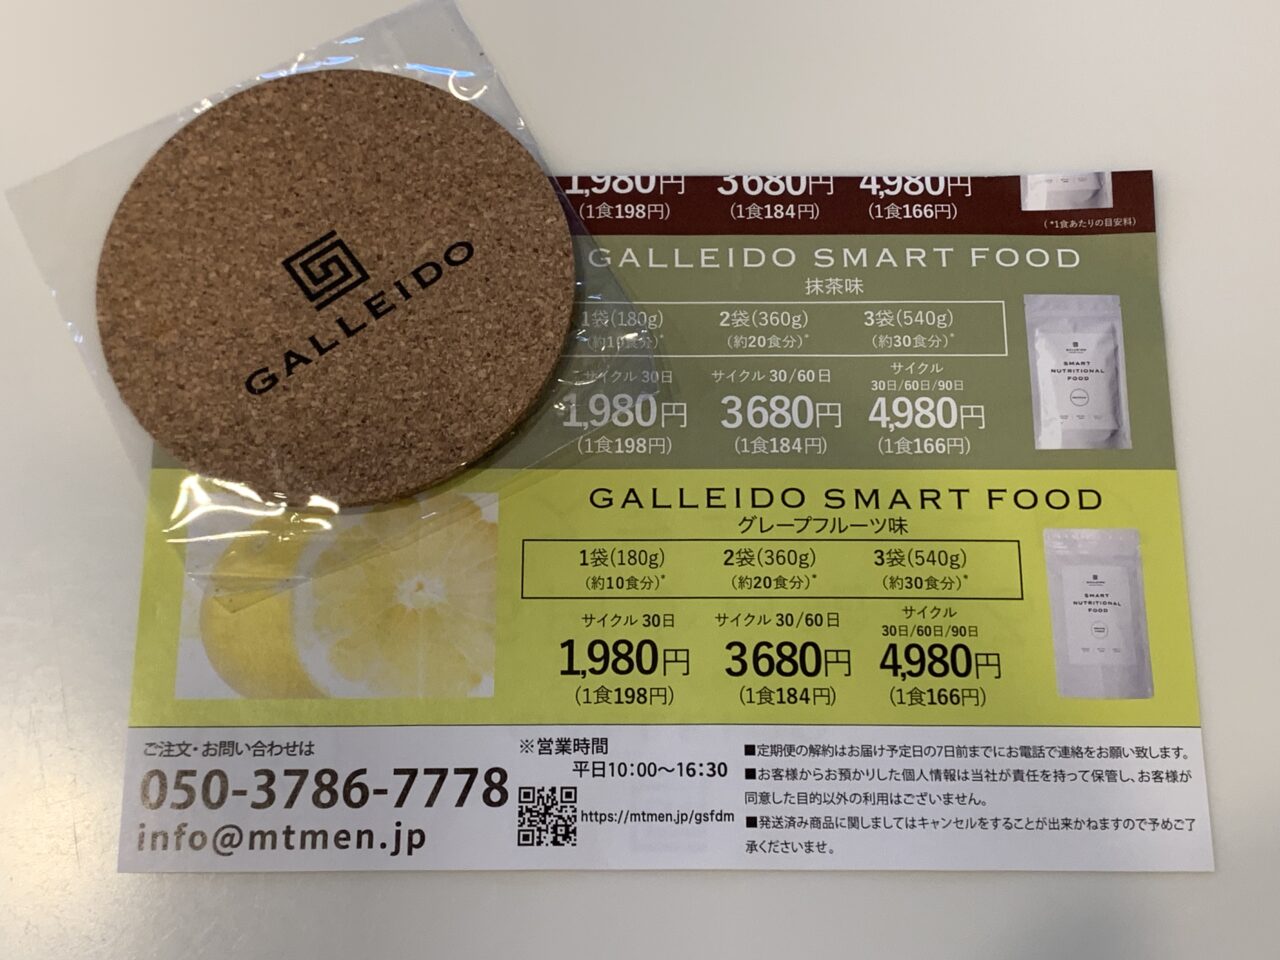 GALLEIDO
1,980円 3680円 4,980円
(1食198円) (1食184円) (1食166円)
(*1食あたりの目安料)
GALLEIDO SMART FOOD
抹茶味
1袋(180g) 2袋(360g) 3袋(540g)
(約10食分)* (約20食分)* (約30食分)*
サイクル 30日 サイクル 30/60日 サイクル
30日/60日/90日
1,980円 3680円 4,980円
(1食198円) (1食184円) (1食166円)
GALLEIDO
SMART
NUTRITIONAL
FOOD
GALLEIDO SMART FOOD
グレープフルーツ味
1袋(180g) 2袋(360g) 3袋(540g)
(約10食分)* (約20食分)* (約30食分)*
サイクル 30日 サイクル 30/60日 サイクル
30日/60日/90日
1,980円 3680円 4,980円
(1食198円) (1食184円) (1食166円)
GALLEIDO
SMART
NUTRITIONAL
FOOD
ご注文・お問い合わせは
050-3786-7778
info@mtmen.jp
※営業時間
平日10:00〜16:30
https://mtmen.jp/gsfdm
■定期便の解約はお届け予定日の7日前までにお電話で連絡をお願い致します。
■お客様からお預かりした個人情報は当社が責任を持って保管し、お客様が
同意した目的以外の利用はございません。
■発送済み商品に関しましてはキャンセルをすることが出来かねますので予めご了
承くださいませ。